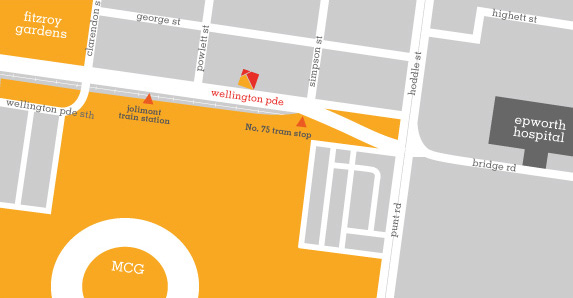 fitzroy
gardens
clarendon s
george st
powlett st
simpson st
hoddle st
highett st
wellington pde
wellington pde sth
jolimont
train station
No. 75 tram stop
epworth
hospital
bridge rd
punt rd
MCG